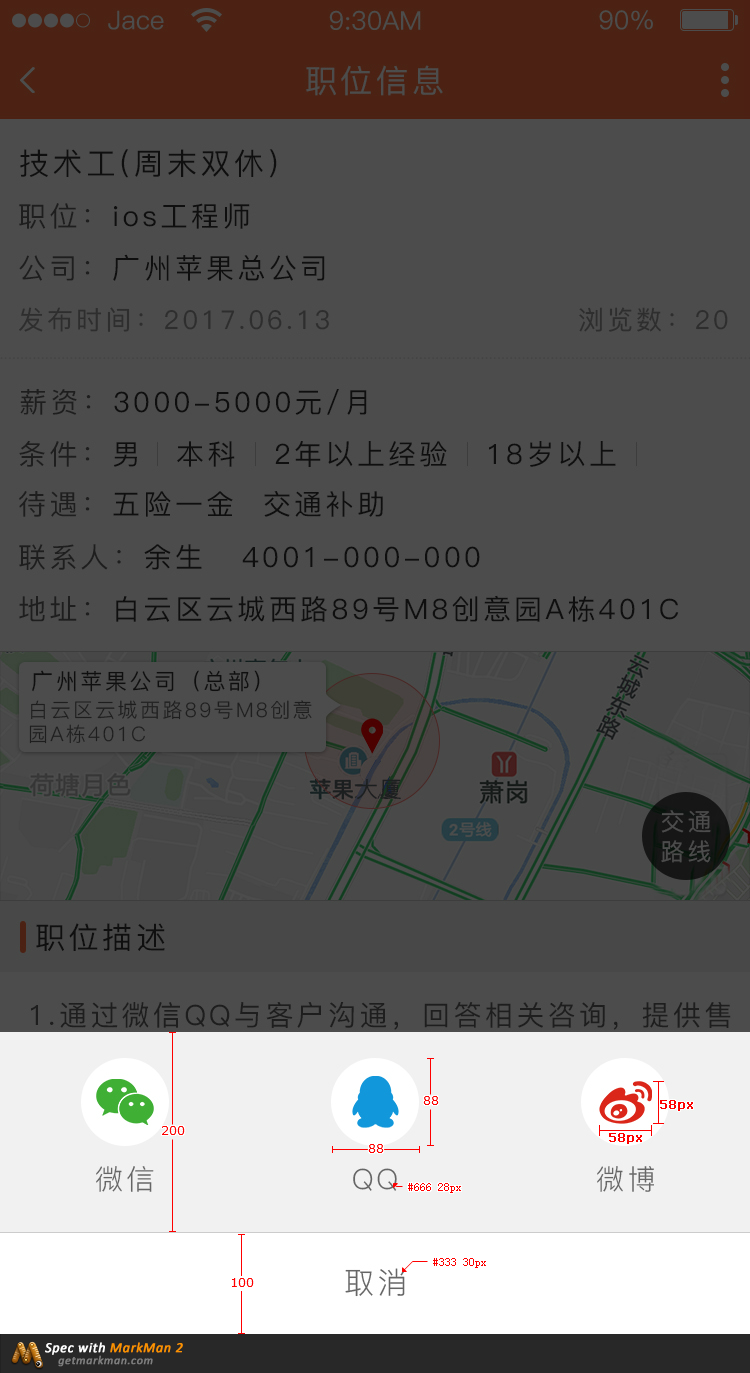 Jace 9:30AM 90%
职位信息
技术工(周末双休)
职位：ios工程师
公司：广州苹果总公司
发布时间：2017.06.13 浏览数：20
薪资：3000-5000元/月
条件：男 本科 2年以上经验 18岁以上
待遇：五险一金 交通补助
联系人：余生 4001-000-000
地址：白云区云城西路89号M8创意园A栋401C
广州苹果公司（总部）
白云区云城西路89号M8创意
园A栋401C
云城东路
荷塘月色
苹果大厦
萧岗
2号线
交通
路线
职位描述
1.通过微信QQ与客户沟通，回答相关咨询，提供售
88
58px
200
58px
88
微信
QQ
微博
#666 28px
#333 30px
100
取消
Spec with MarkMan 2
getmarkman.com